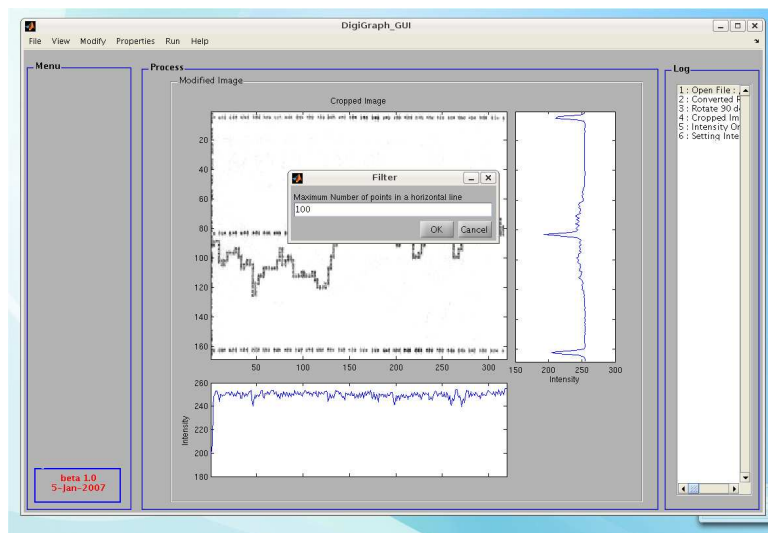 DigiGraph_GUI
File View Modify Properties Run Help
Menu
Process
Log
Modified Image
Cropped Image
20
40
60
80
100
120
140
160
50 100 150 200 250 300
Filter
Maximum Number of points in a horizontal line
100
OK Cancel
150 200 250 300
Intensity
260
240
220
200
180
Intensity
1 : Open File :
2 : Converted
3 : Rotate 90 d
4 : Cropped Im
5 : Intensity Or
6 : Setting Inte
beta 1.0
5-Jan-2007